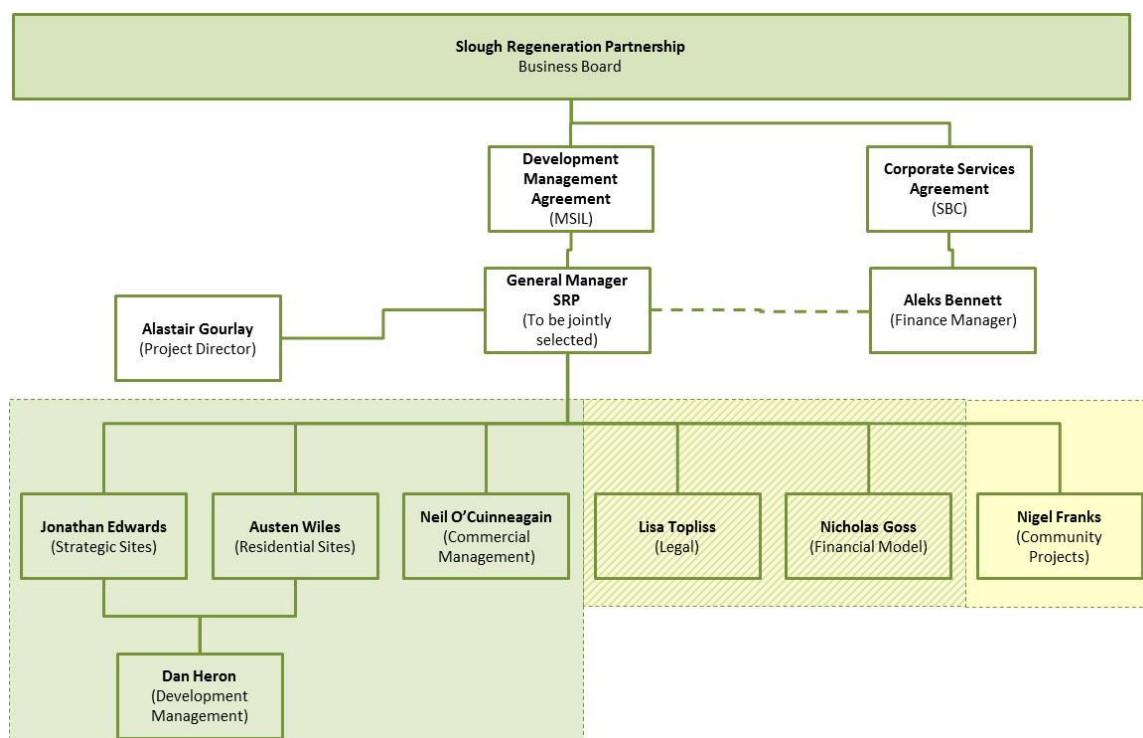 Slough Regeneration Partnership
Business Board
Development
Management
Agreement
(MSIL)
Corporate Services
Agreement
(SBC)
General Manager
SRP
(To be jointly
selected)
Alastair Gourlay
(Project Director)
Aleks Bennett
(Finance Manager)
Jonathan Edwards
(Strategic Sites)
Austen Wiles
(Residential Sites)
Neil O’Cuinneagain
(Commercial
Management)
Lisa Topliss
(Legal)
Nicholas Goss
(Financial Model)
Nigel Franks
(Community
Projects)
Dan Heron
(Development
Management)